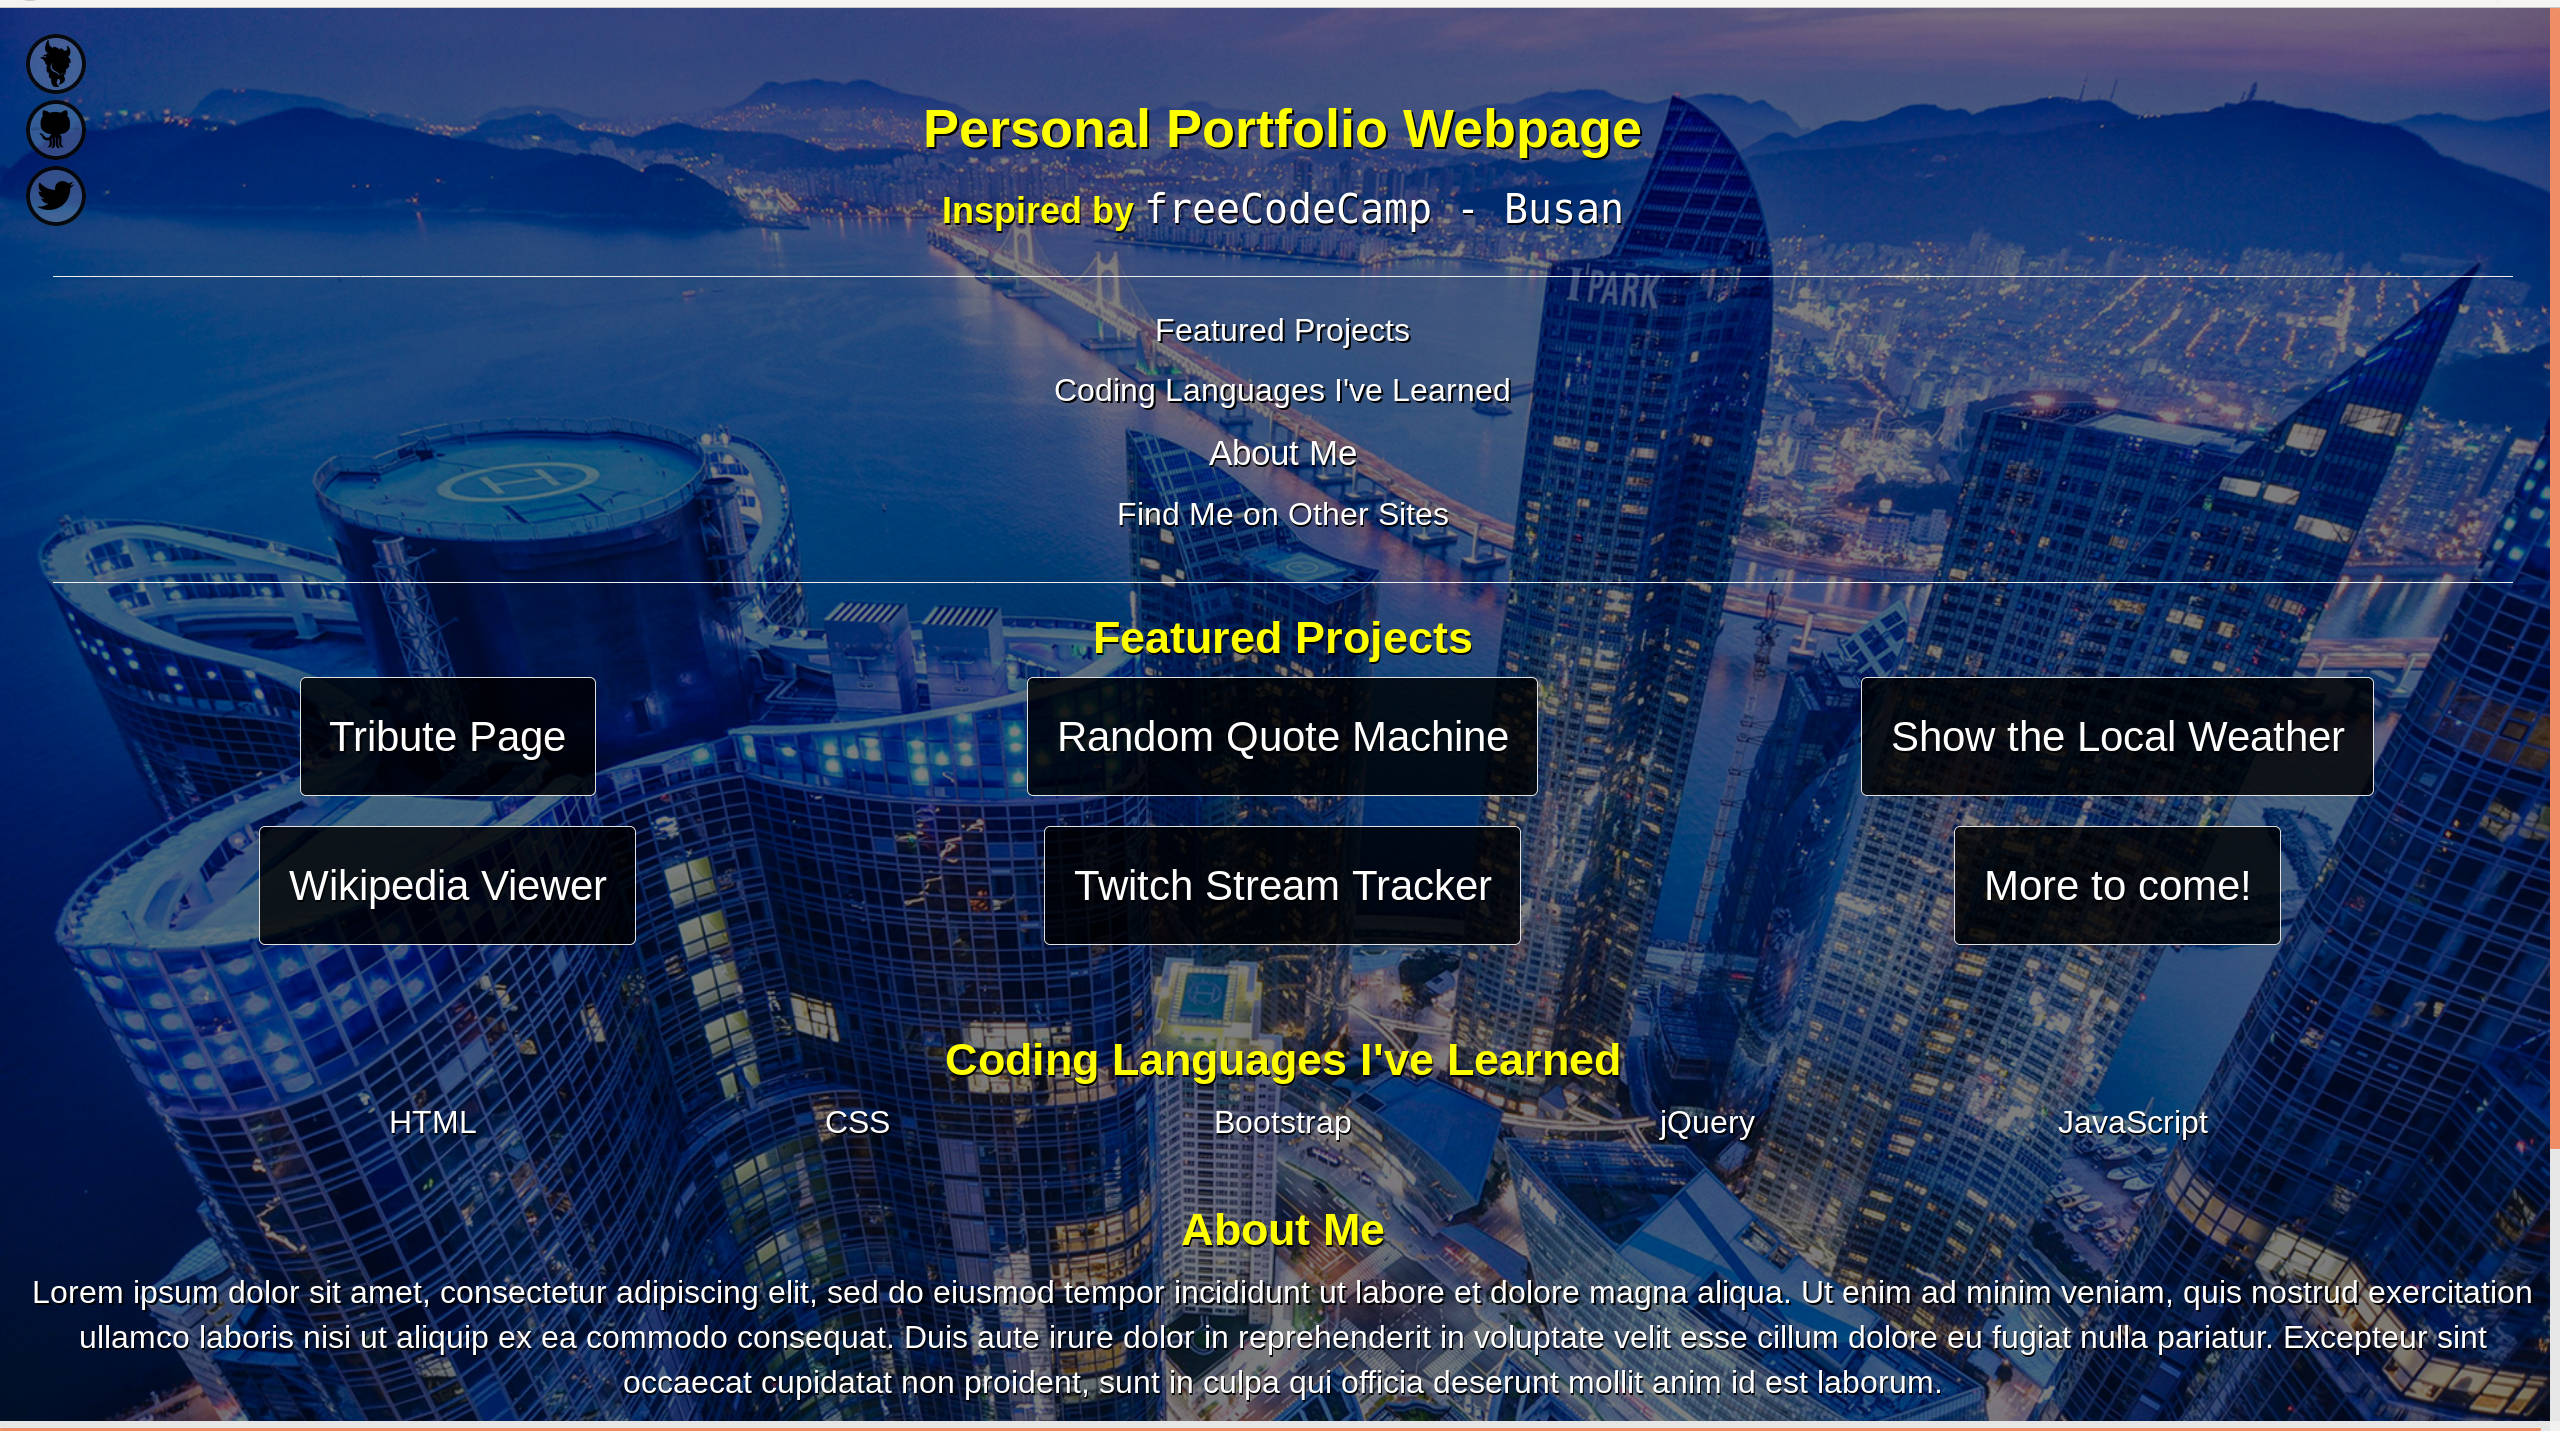 Personal Portfolio Webpage
Inspired by freeCodeCamp - Busan
I'PARK
Featured Projects
Coding Languages I've Learned
About Me
Find Me on Other Sites
Featured Projects
Tribute Page
Random Quote Machine
Show the Local Weather
Wikipedia Viewer
Twitch Stream Tracker
More to come!
Coding Languages I've Learned
HTML
CSS
Bootstrap
jQuery
JavaScript
About Me
Lorem ipsum dolor sit amet, consectetur adipiscing elit, sed do eiusmod tempor incididunt ut labore et dolore magna aliqua. Ut enim ad minim veniam, quis nostrud exercitation
ullamco laboris nisi ut aliquip ex ea commodo consequat. Duis aute irure dolor in reprehenderit in voluptate velit esse cillum dolore eu fugiat nulla pariatur. Excepteur sint
occaecat cupidatat non proident, sunt in culpa qui officia deserunt mollit anim id est laborum.